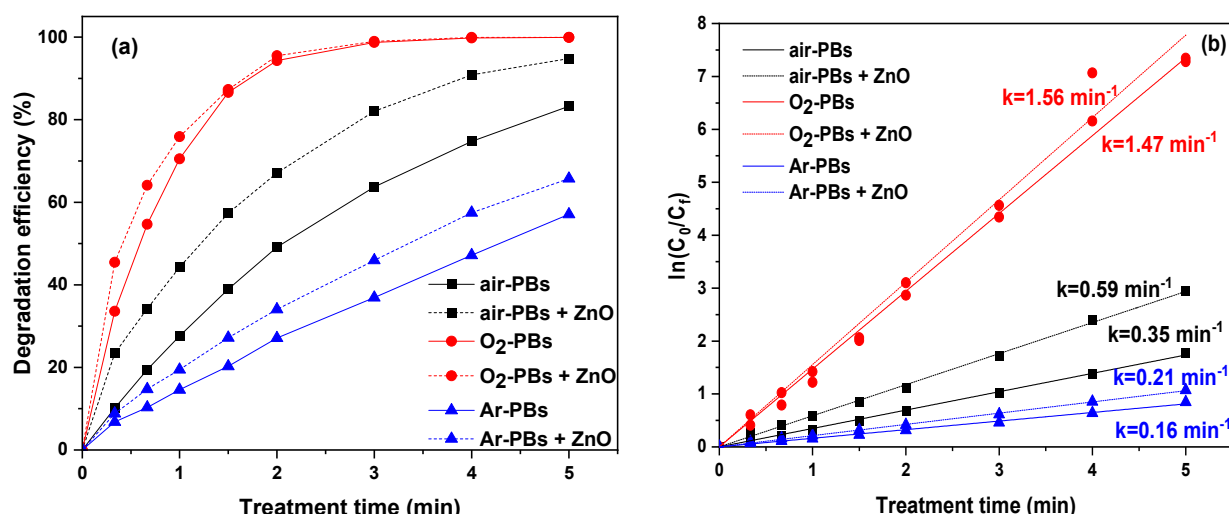 (a)
100
80
60
40
20
0
Degradation efficiency (%)
air-PBs
air-PBs + ZnO
O2-PBs
O2-PBs + ZnO
Ar-PBs
Ar-PBs + ZnO
0 1 2 3 4 5
Treatment time (min)
(b)
8
7
6
5
4
3
2
1
0
ln(C0/Cf)
air-PBs
air-PBs + ZnO
O2-PBs
O2-PBs + ZnO
Ar-PBs
Ar-PBs + ZnO
k=1.56 min-1
k=1.47 min-1
k=0.59 min-1
k=0.35 min-1
k=0.21 min-1
k=0.16 min-1
0 1 2 3 4 5
Treatment time (min)